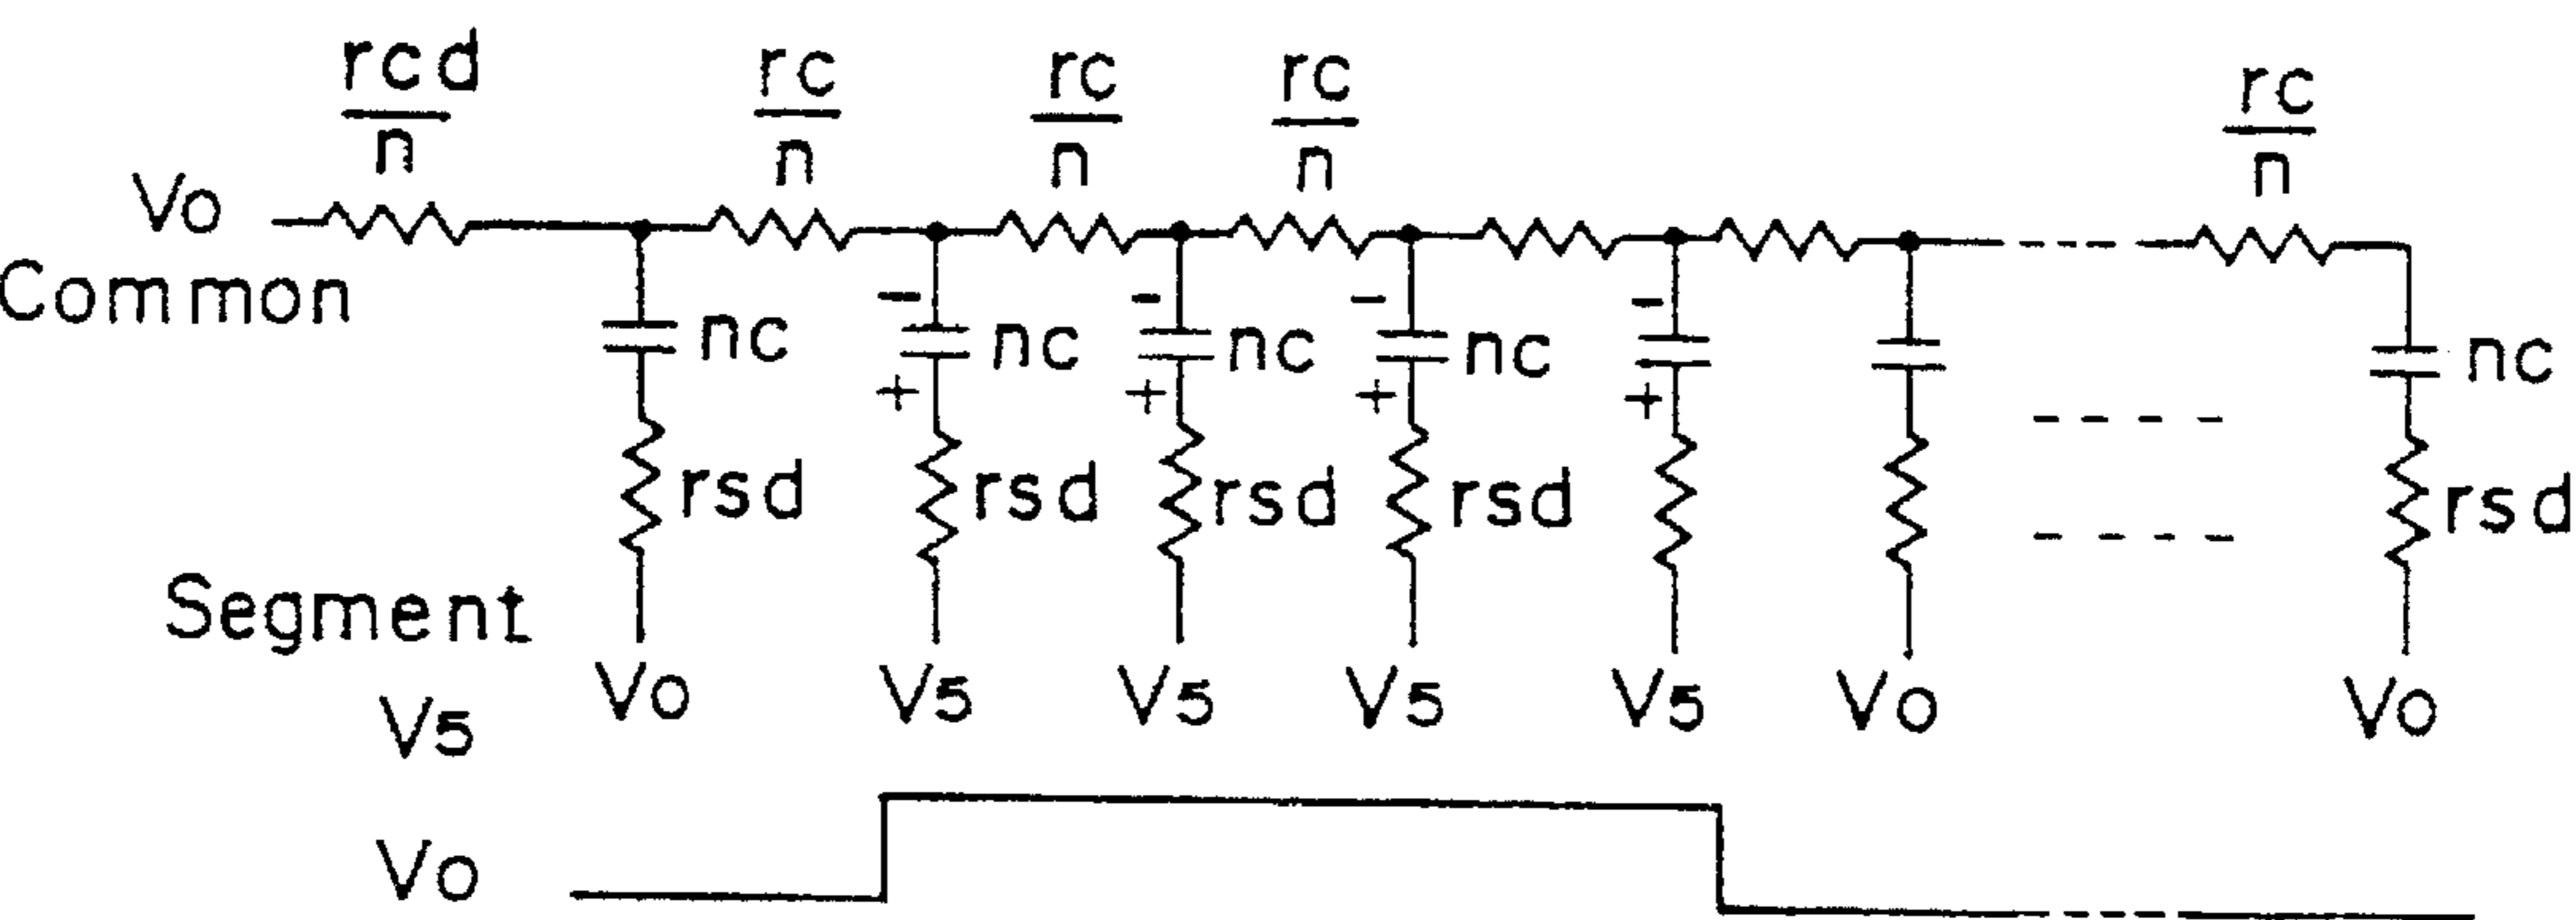 rcd/n rc/n rc/n rc/n rc/n
Vo
Common
- - - -
nc nc nc nc nc
+ + + +
rsd rsd rsd rsd rsd
Segment
Vo V5 V5 V5 V5 Vo Vo
V5
Vo